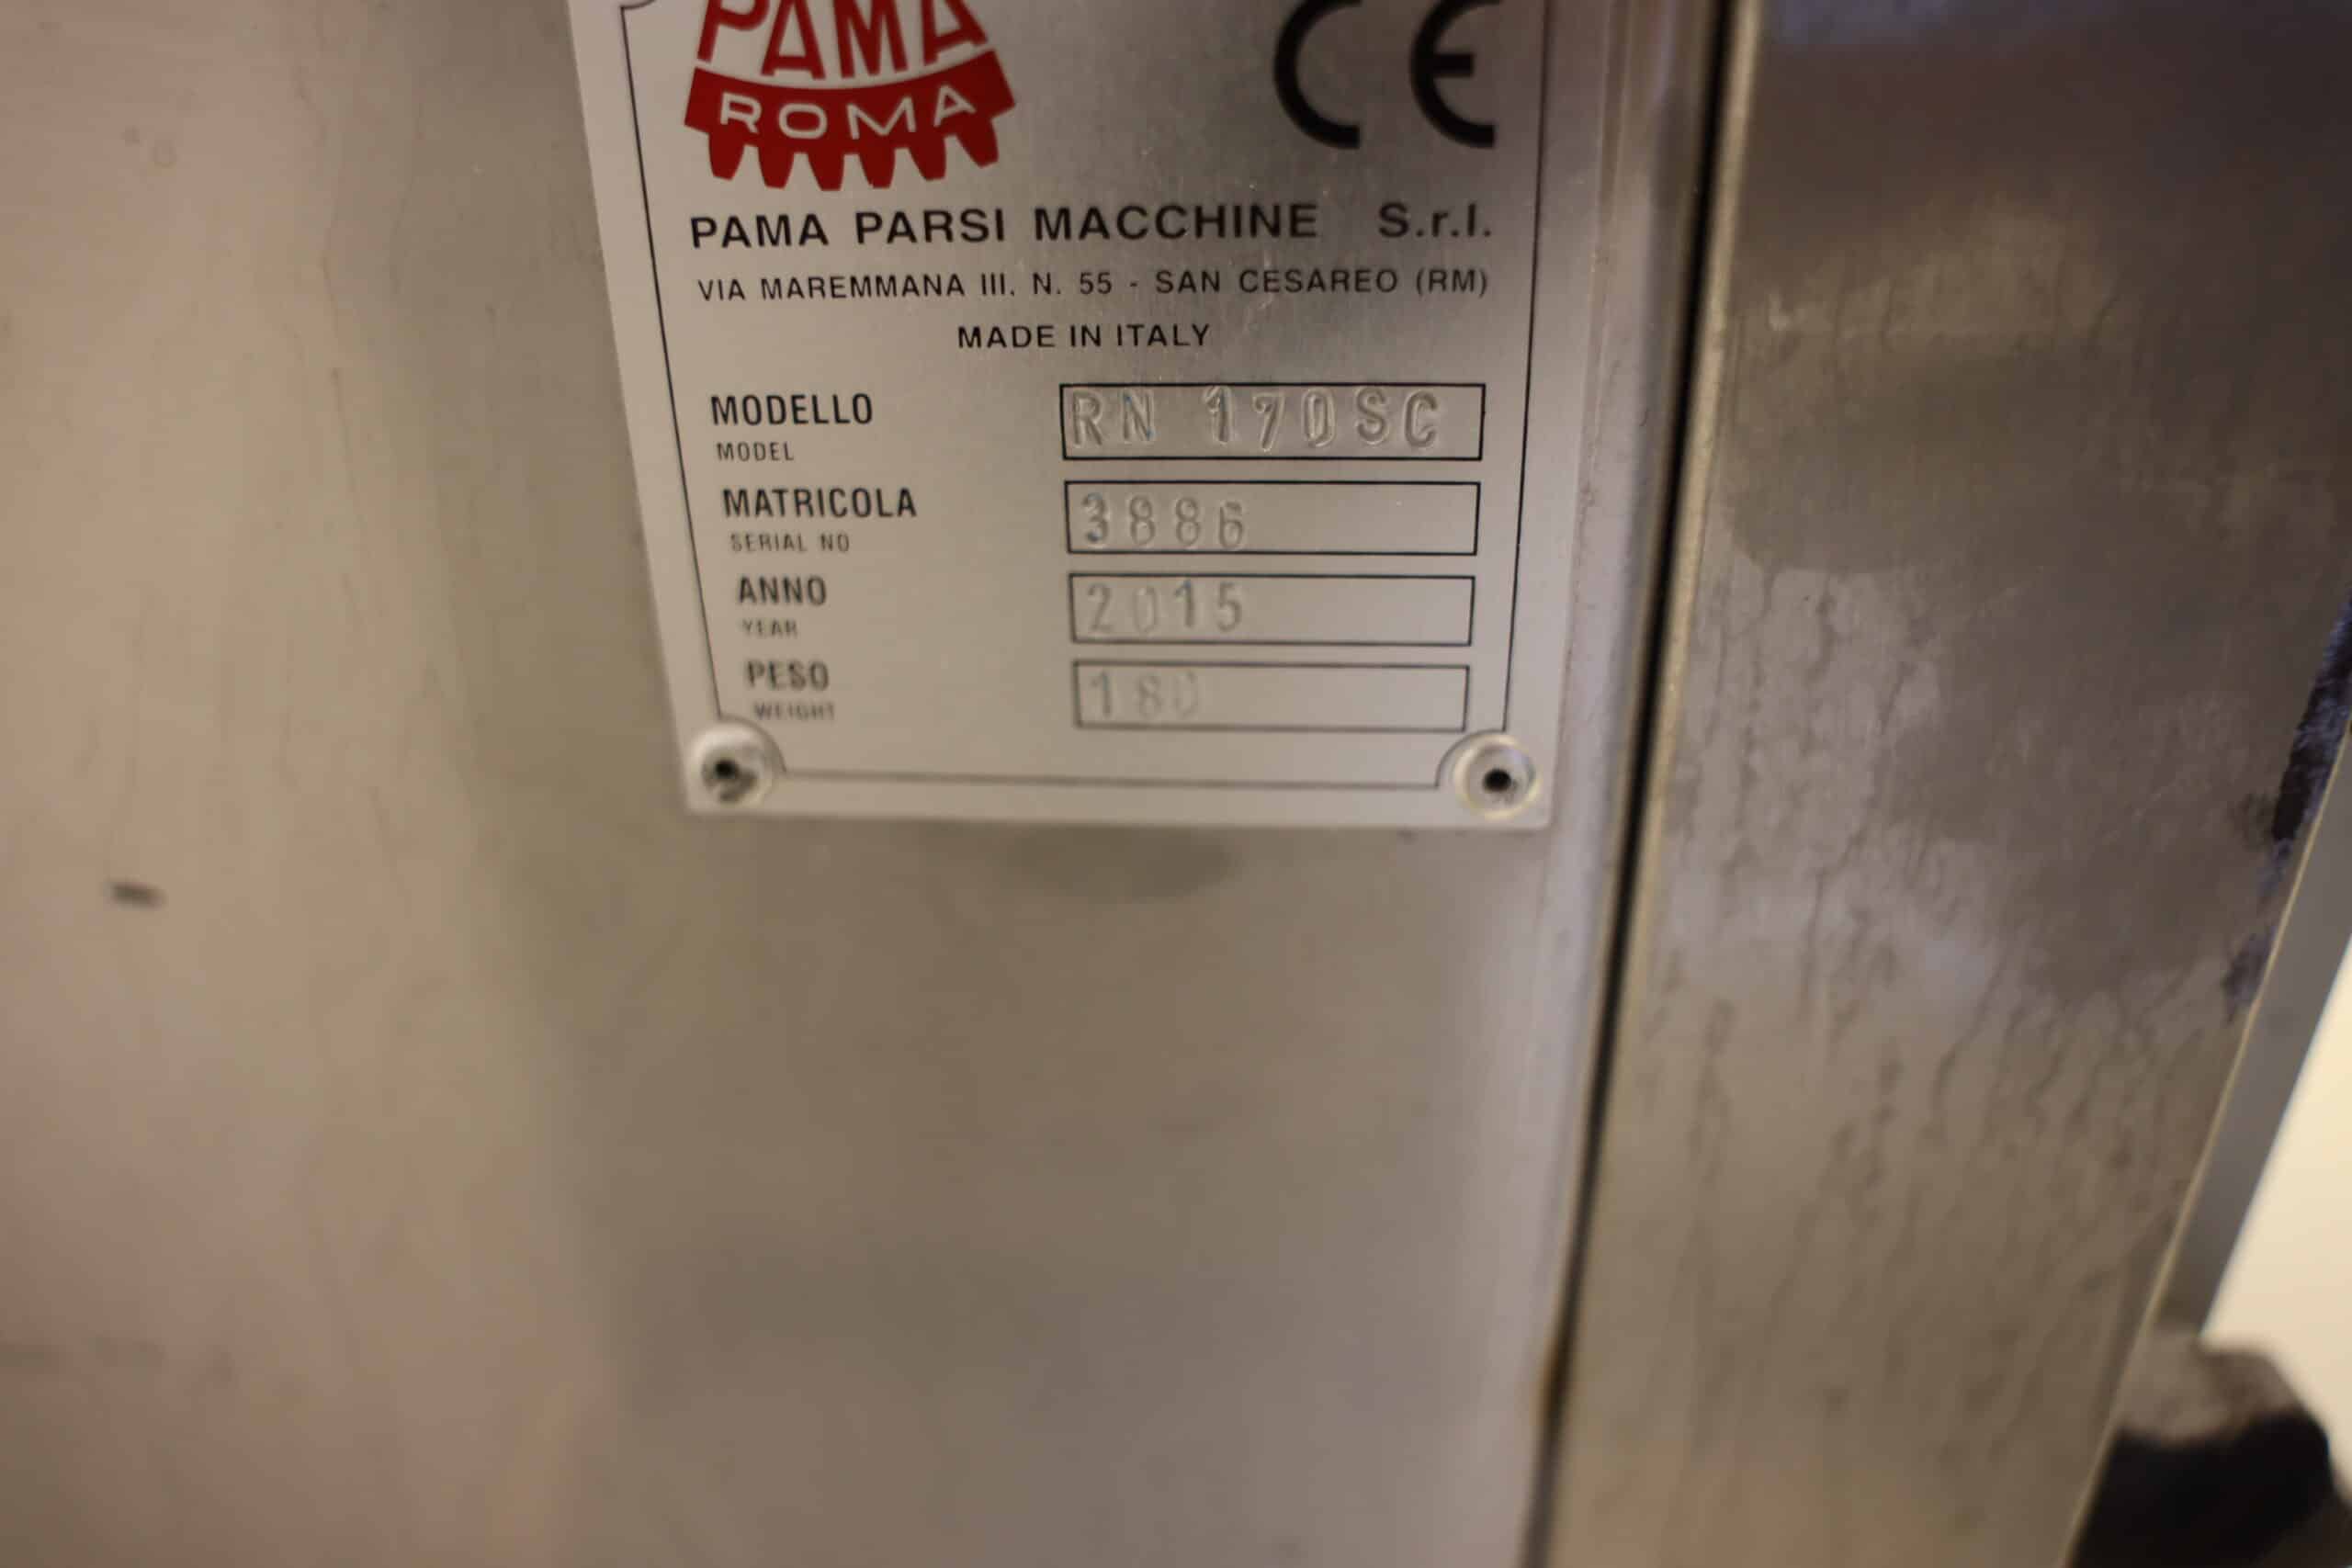 PAMA
ROMA
CE
PAMA PARSI MACCHINE S.r.l.
VIA MAREMMANA III. N. 55 - SAN CESAREO (RM)
MADE IN ITALY
MODELLO RN 170SC
MODEL
MATRICOLA 3886
SERIAL NO
ANNO 2015
YEAR
PESO 180
WEIGHT